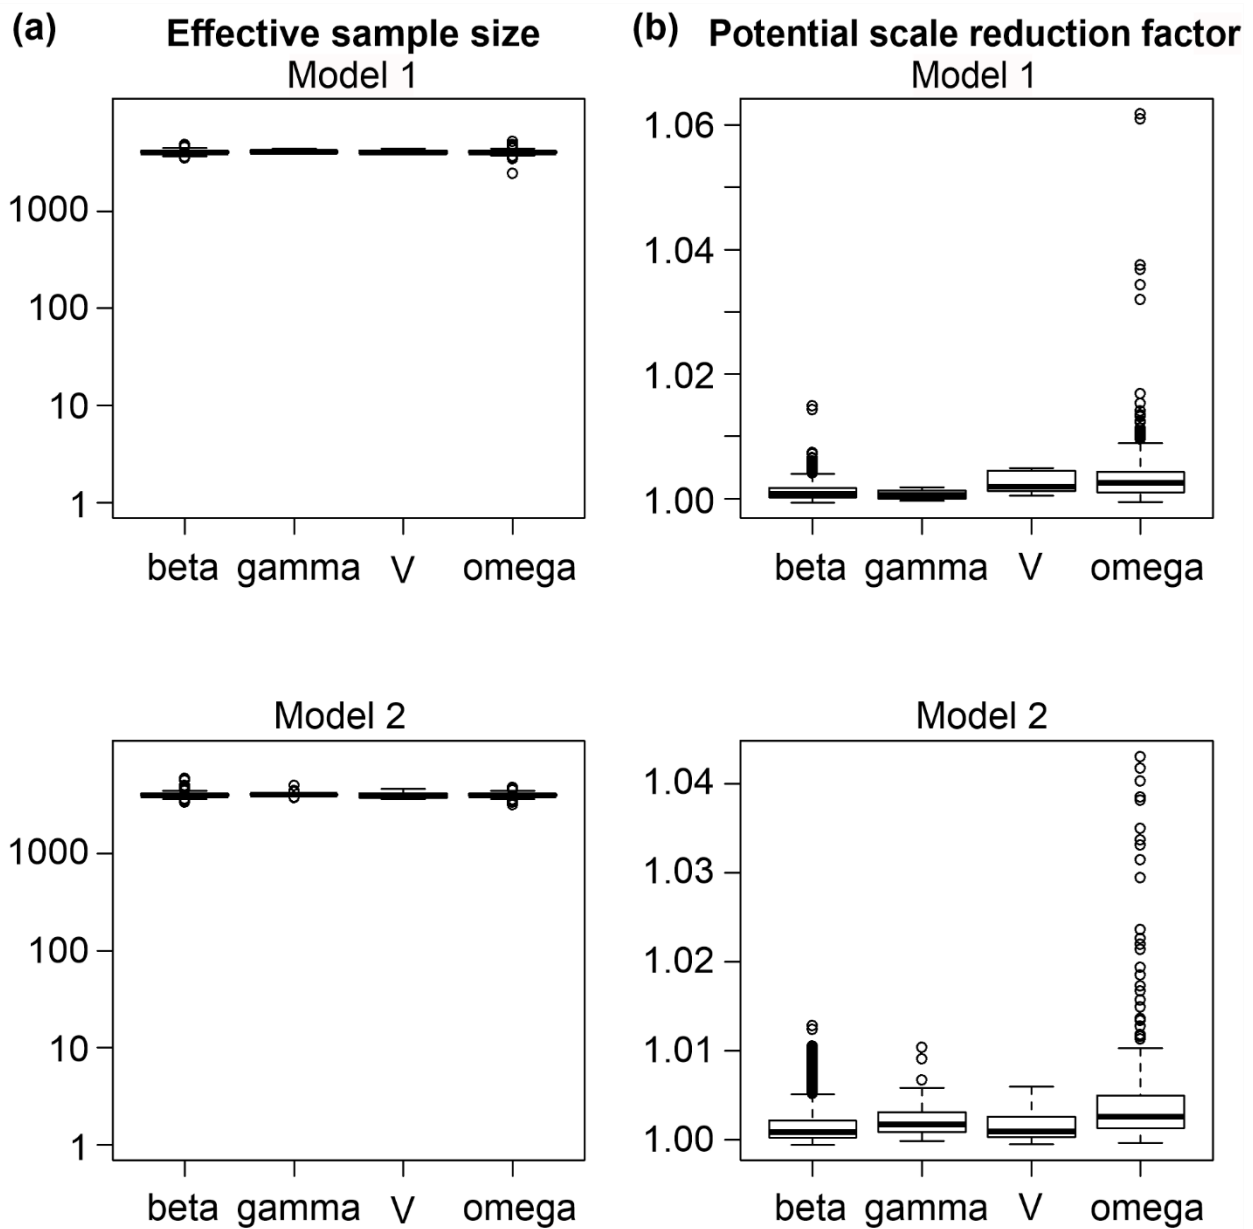 (a) Effective sample size
Model 1
1000
100
10
1
beta gamma V omega
(b) Potential scale reduction factor
Model 1
1.06
1.04
1.02
1.00
beta gamma V omega
Model 2
1000
100
10
1
beta gamma V omega
Model 2
1.04
1.03
1.02
1.01
1.00
beta gamma V omega